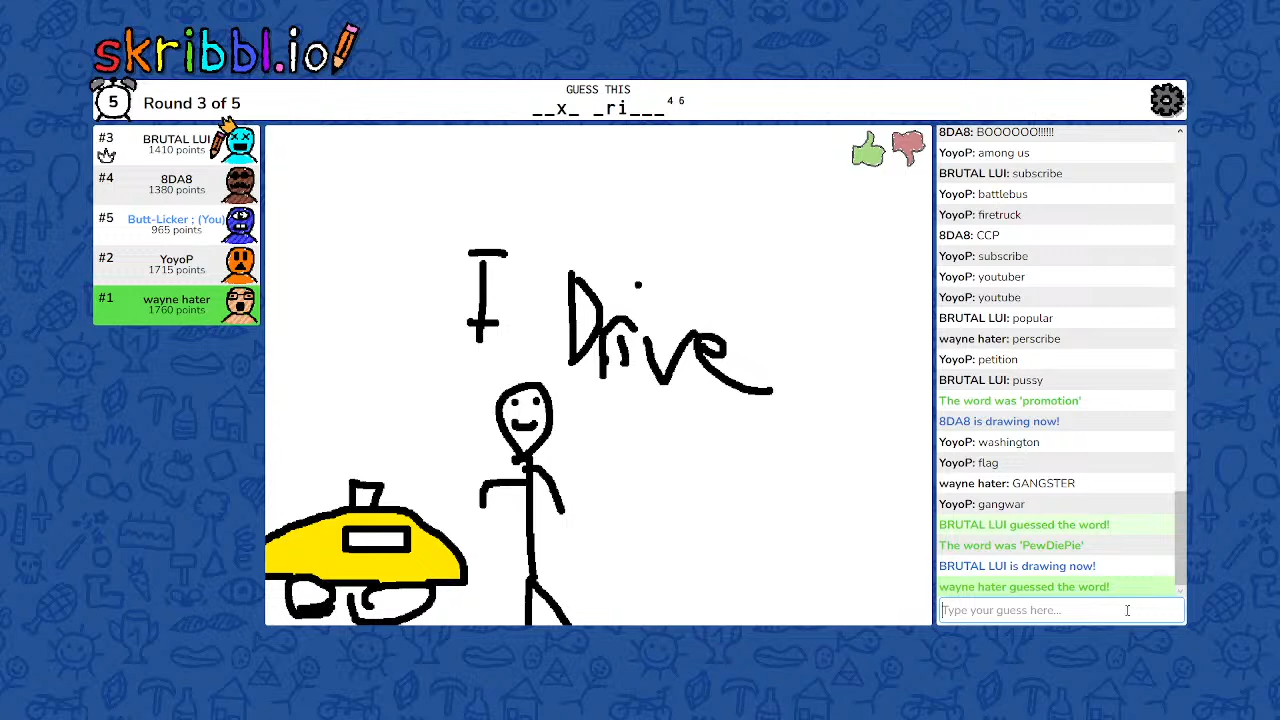 skribbl.io
5
Round 3 of 5
GUESS THIS
__x_ _ri___ 4 6
#3
BRUTAL LUI
1410 points
#4
8DA8
1380 points
#5
Butt-Licker ; (You)
965 points
#2
YoyoP
1715 points
#1
wayne hater
1760 points
I Drive
8DA8: BOOOOOO!!!!!!
YoyoP: among us
BRUTAL LUI: subscribe
YoyoP: battlebus
YoyoP: firetruck
8DA8: CCP
YoyoP: subscribe
YoyoP: youtuber
YoyoP: youtube
BRUTAL LUI: popular
wayne hater: perscribe
YoyoP: petition
BRUTAL LUI: pussy
The word was 'promotion'
8DA8 is drawing now!
YoyoP: washington
YoyoP: flag
wayne hater: GANGSTER
YoyoP: gangwar
BRUTAL LUI guessed the word!
The word was 'PewDiePie'
BRUTAL LUI is drawing now!
wayne hater guessed the word!
Type your guess here...